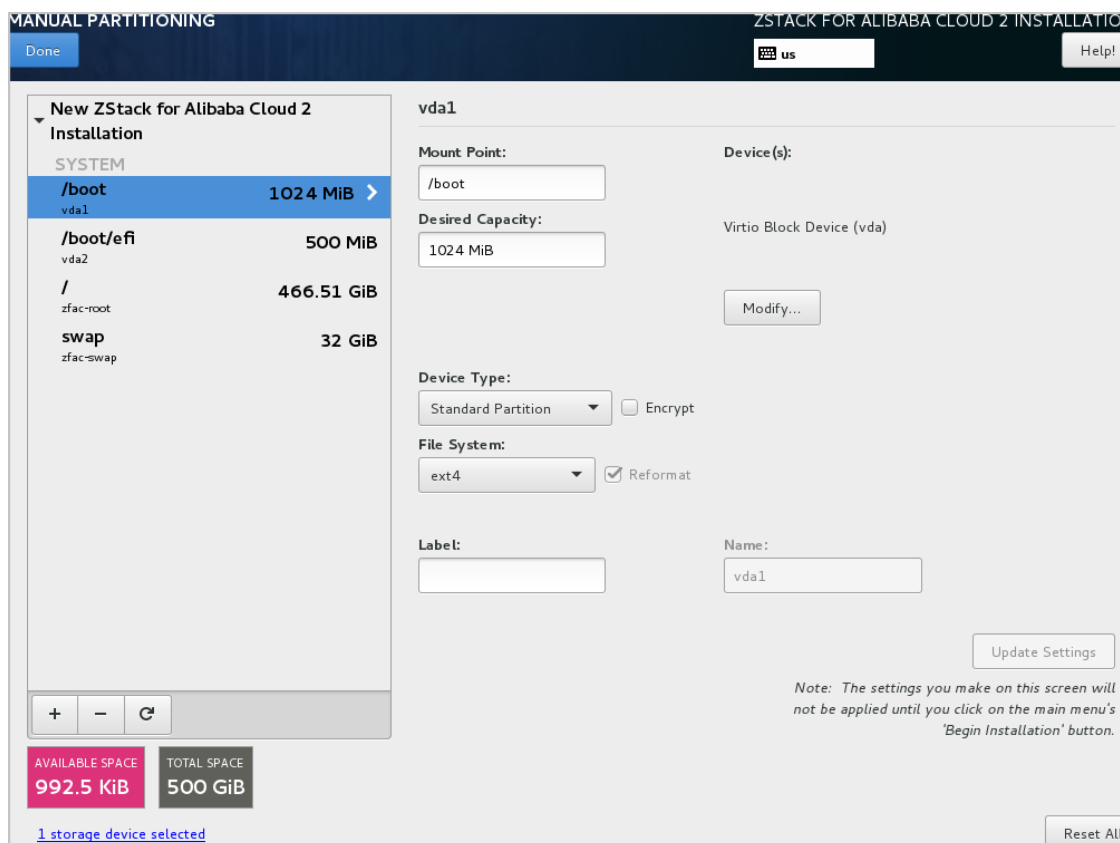 MANUAL PARTITIONING
ZSTACK FOR ALIBABA CLOUD 2 INSTALLATIO
Done
us
Help!
New ZStack for Alibaba Cloud 2
Installation
SYSTEM
/boot
1024 MiB
vda1
/boot/efi
500 MiB
vda2
/
466.51 GiB
zfac-root
swap
32 GiB
zfac-swap
+ −
AVAILABLE SPACE
992.5 KiB
TOTAL SPACE
500 GiB
1 storage device selected
vda1
Mount Point:
/boot
Device(s):
Desired Capacity:
1024 MiB
Virtio Block Device (vda)
Modify...
Device Type:
Standard Partition
Encrypt
File System:
ext4
Reformat
Label:
Name:
vda1
Update Settings
Note: The settings you make on this screen will
not be applied until you click on the main menu's
'Begin Installation' button.
Reset All